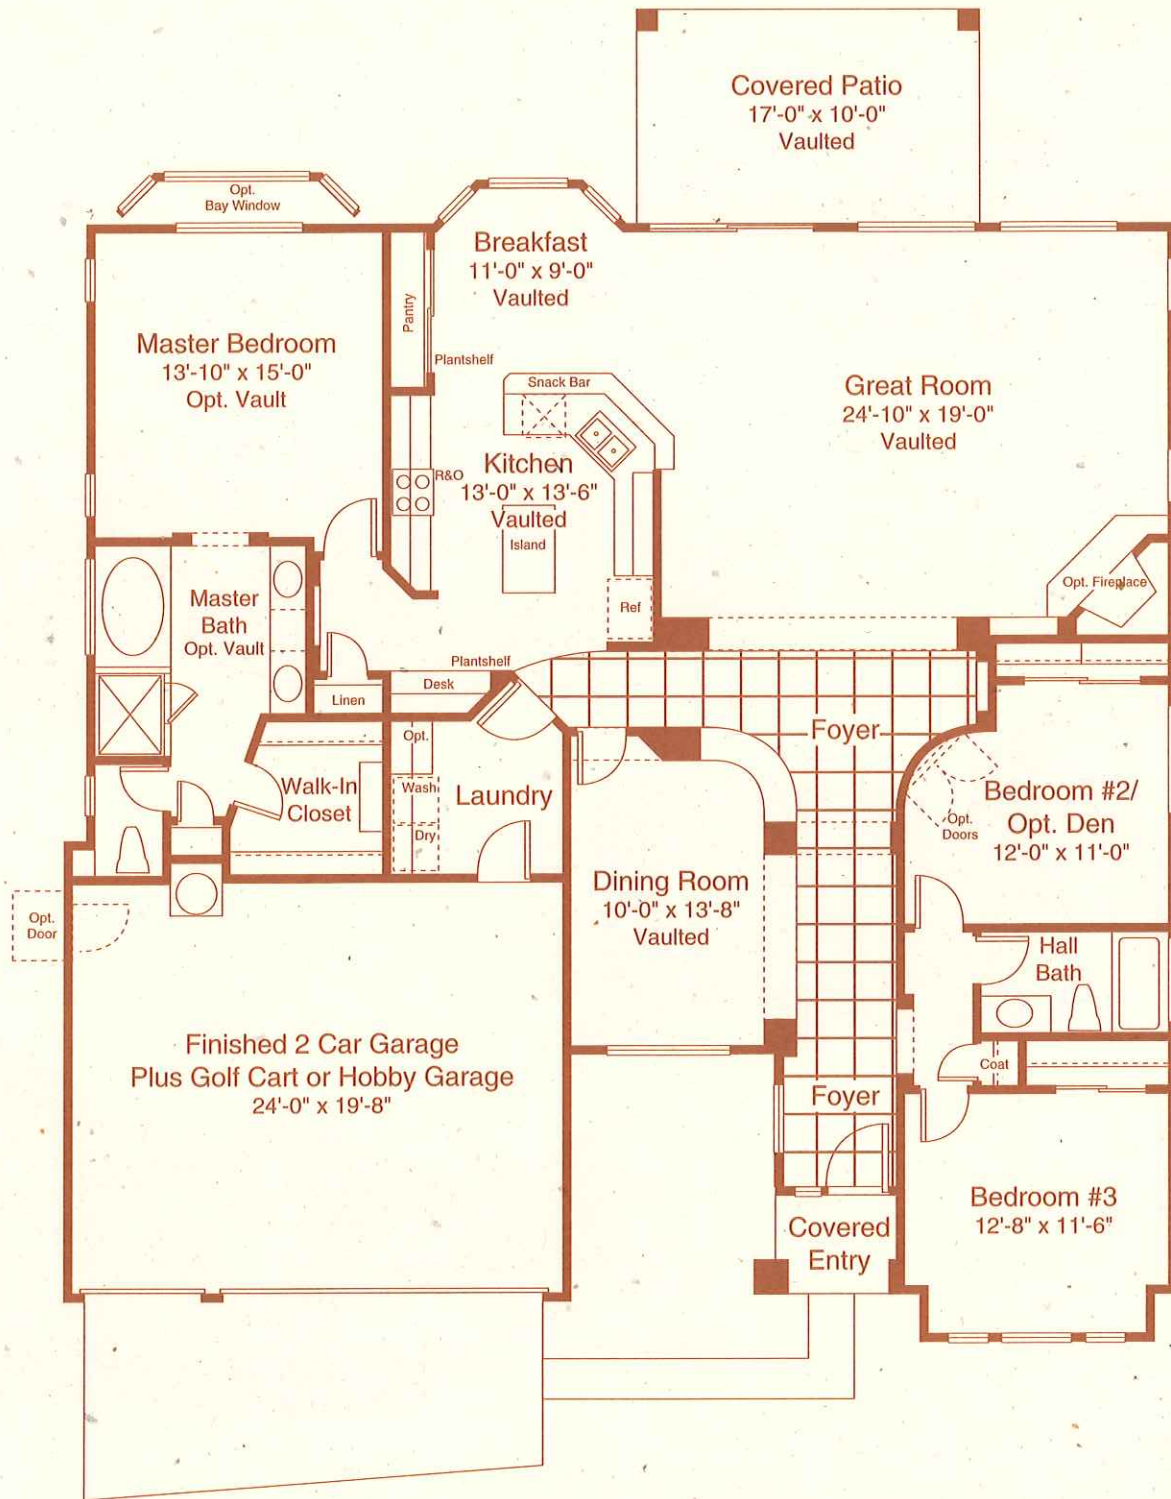 Covered Patio
17'-0" x 10'-0"
Vaulted
Opt.
Bay Window
Breakfast
11'-0" x 9'-0"
Vaulted
Pantry
Plantshelf
Master Bedroom
13'-10" x 15'-0"
Opt. Vault
Snack Bar
Great Room
24'-10" x 19'-0"
Vaulted
R&O
Kitchen
13'-0" x 13'-6"
Vaulted
Island
Opt. Fireplace
Master
Bath
Opt. Vault
Ref
Plantshelf
Desk
Linen
Foyer
Opt.
Wash
Dry
Laundry
Walk-In
Closet
Bedroom #2/
Opt. Den
12'-0" x 11'-0"
Opt.
Doors
Dining Room
10'-0" x 13'-8"
Vaulted
Opt.
Door
Hall
Bath
Coat
Finished 2 Car Garage
Plus Golf Cart or Hobby Garage
24'-0" x 19'-8"
Foyer
Bedroom #3
12'-8" x 11'-6"
Covered
Entry